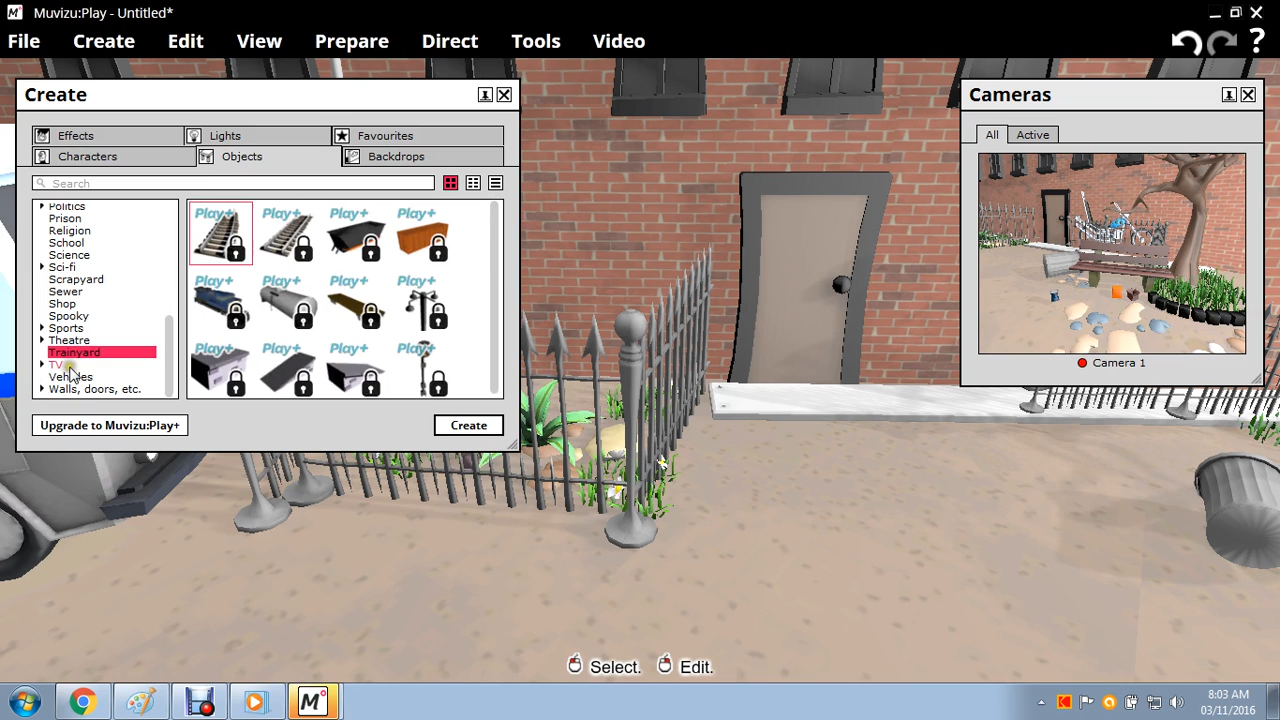 Muvizu:Play - Untitled*
File Create Edit View Prepare Direct Tools Video ?
Create
Cameras
Effects Lights Favourites
All Active
Characters Objects Backdrops
Search
Politics
Prison
Religion
School
Science
Sci-fi
Scrapyard
Sewer
Shop
Spooky
Sports
Theatre
Trainyard
TV
Vehicles
Walls, doors, etc.
Play+ Play+ Play+ Play+
Play+ Play+ Play+ Play+
Play+ Play+ Play+ Play+
Camera 1
Upgrade to Muvizu:Play+ Create
Select. Edit.
8:03 AM
03/11/2016